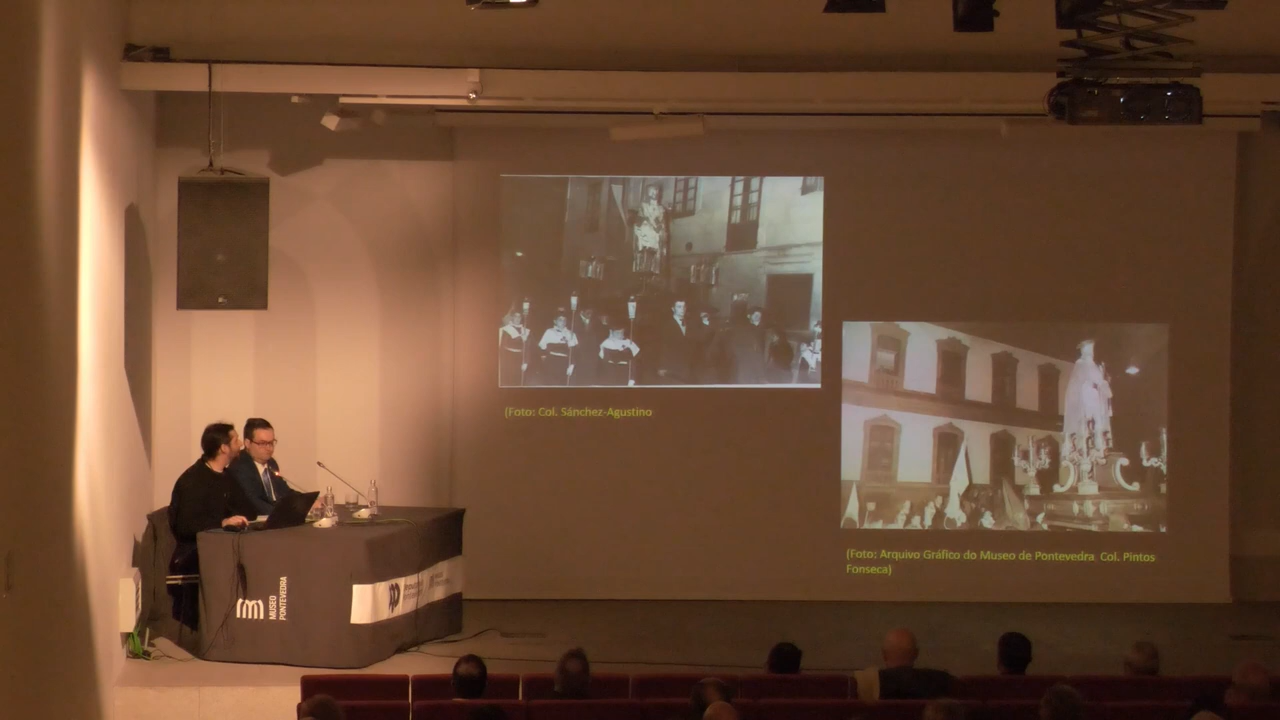 (Foto: Col. Sánchez-Agustino
(Foto: Arquivo Gráfico do Museo de Pontevedra. Col. Pintos
Fonseca)
MUSEO
PONTEVEDRA